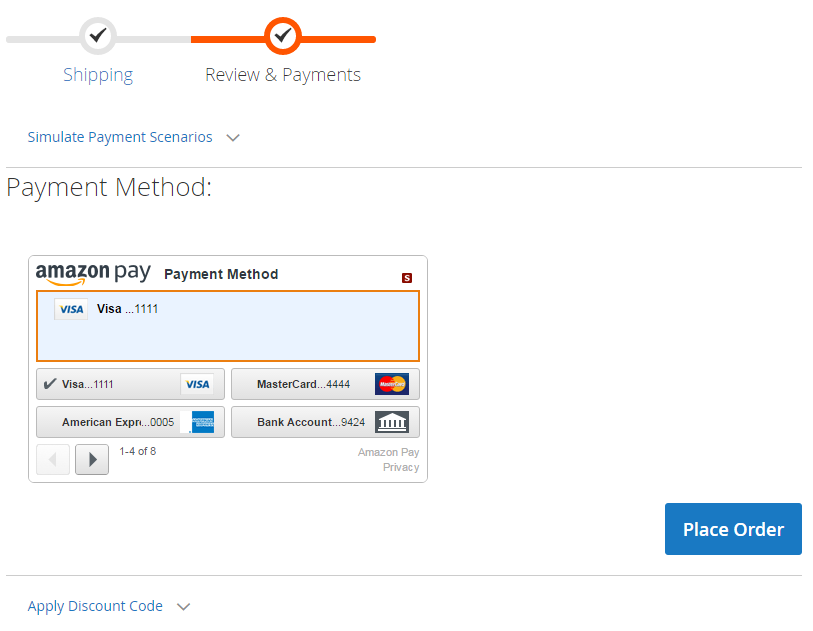 Shipping
Review & Payments
Simulate Payment Scenarios
Payment Method:
amazon pay Payment Method
S
VISA Visa ...1111
Visa...1111 VISA
MasterCard...4444 MasterCard
American Expr...0005
Bank Account...9424
1-4 of 8
Amazon Pay
Privacy
Place Order
Apply Discount Code